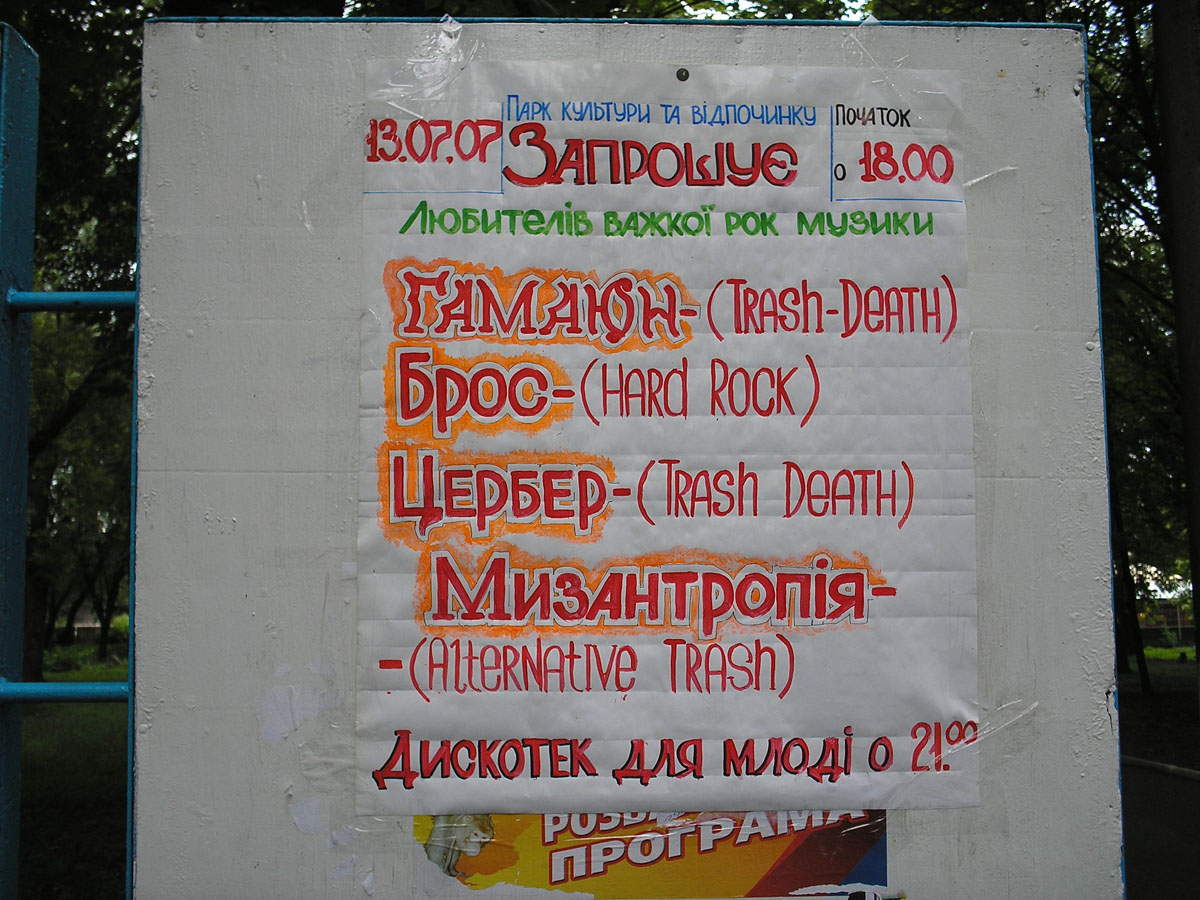 13.07.07
Парк культури та відпочинку
Запрошує
Початок
о 18.00
Любителів важкої рок музики
Гамаюн-(Trash-Death)
Брос-(Hard Rock)
Цербер-(Trash Death)
Мизантропія-
-(Alternative Trash)
Дискотек для млоді о 21.00
ПРОГРАМА